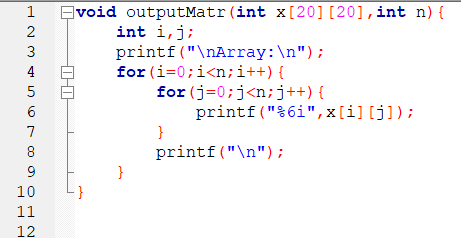 1 void outputMatr(int x[20][20],int n){
2     int i,j;
3     printf("\nArray:\n");
4     for(i=0;i<n;i++){
5         for(j=0;j<n;j++){
6             printf("%6i",x[i][j]);
7         }
8         printf("\n");
9     }
10 }
11
12